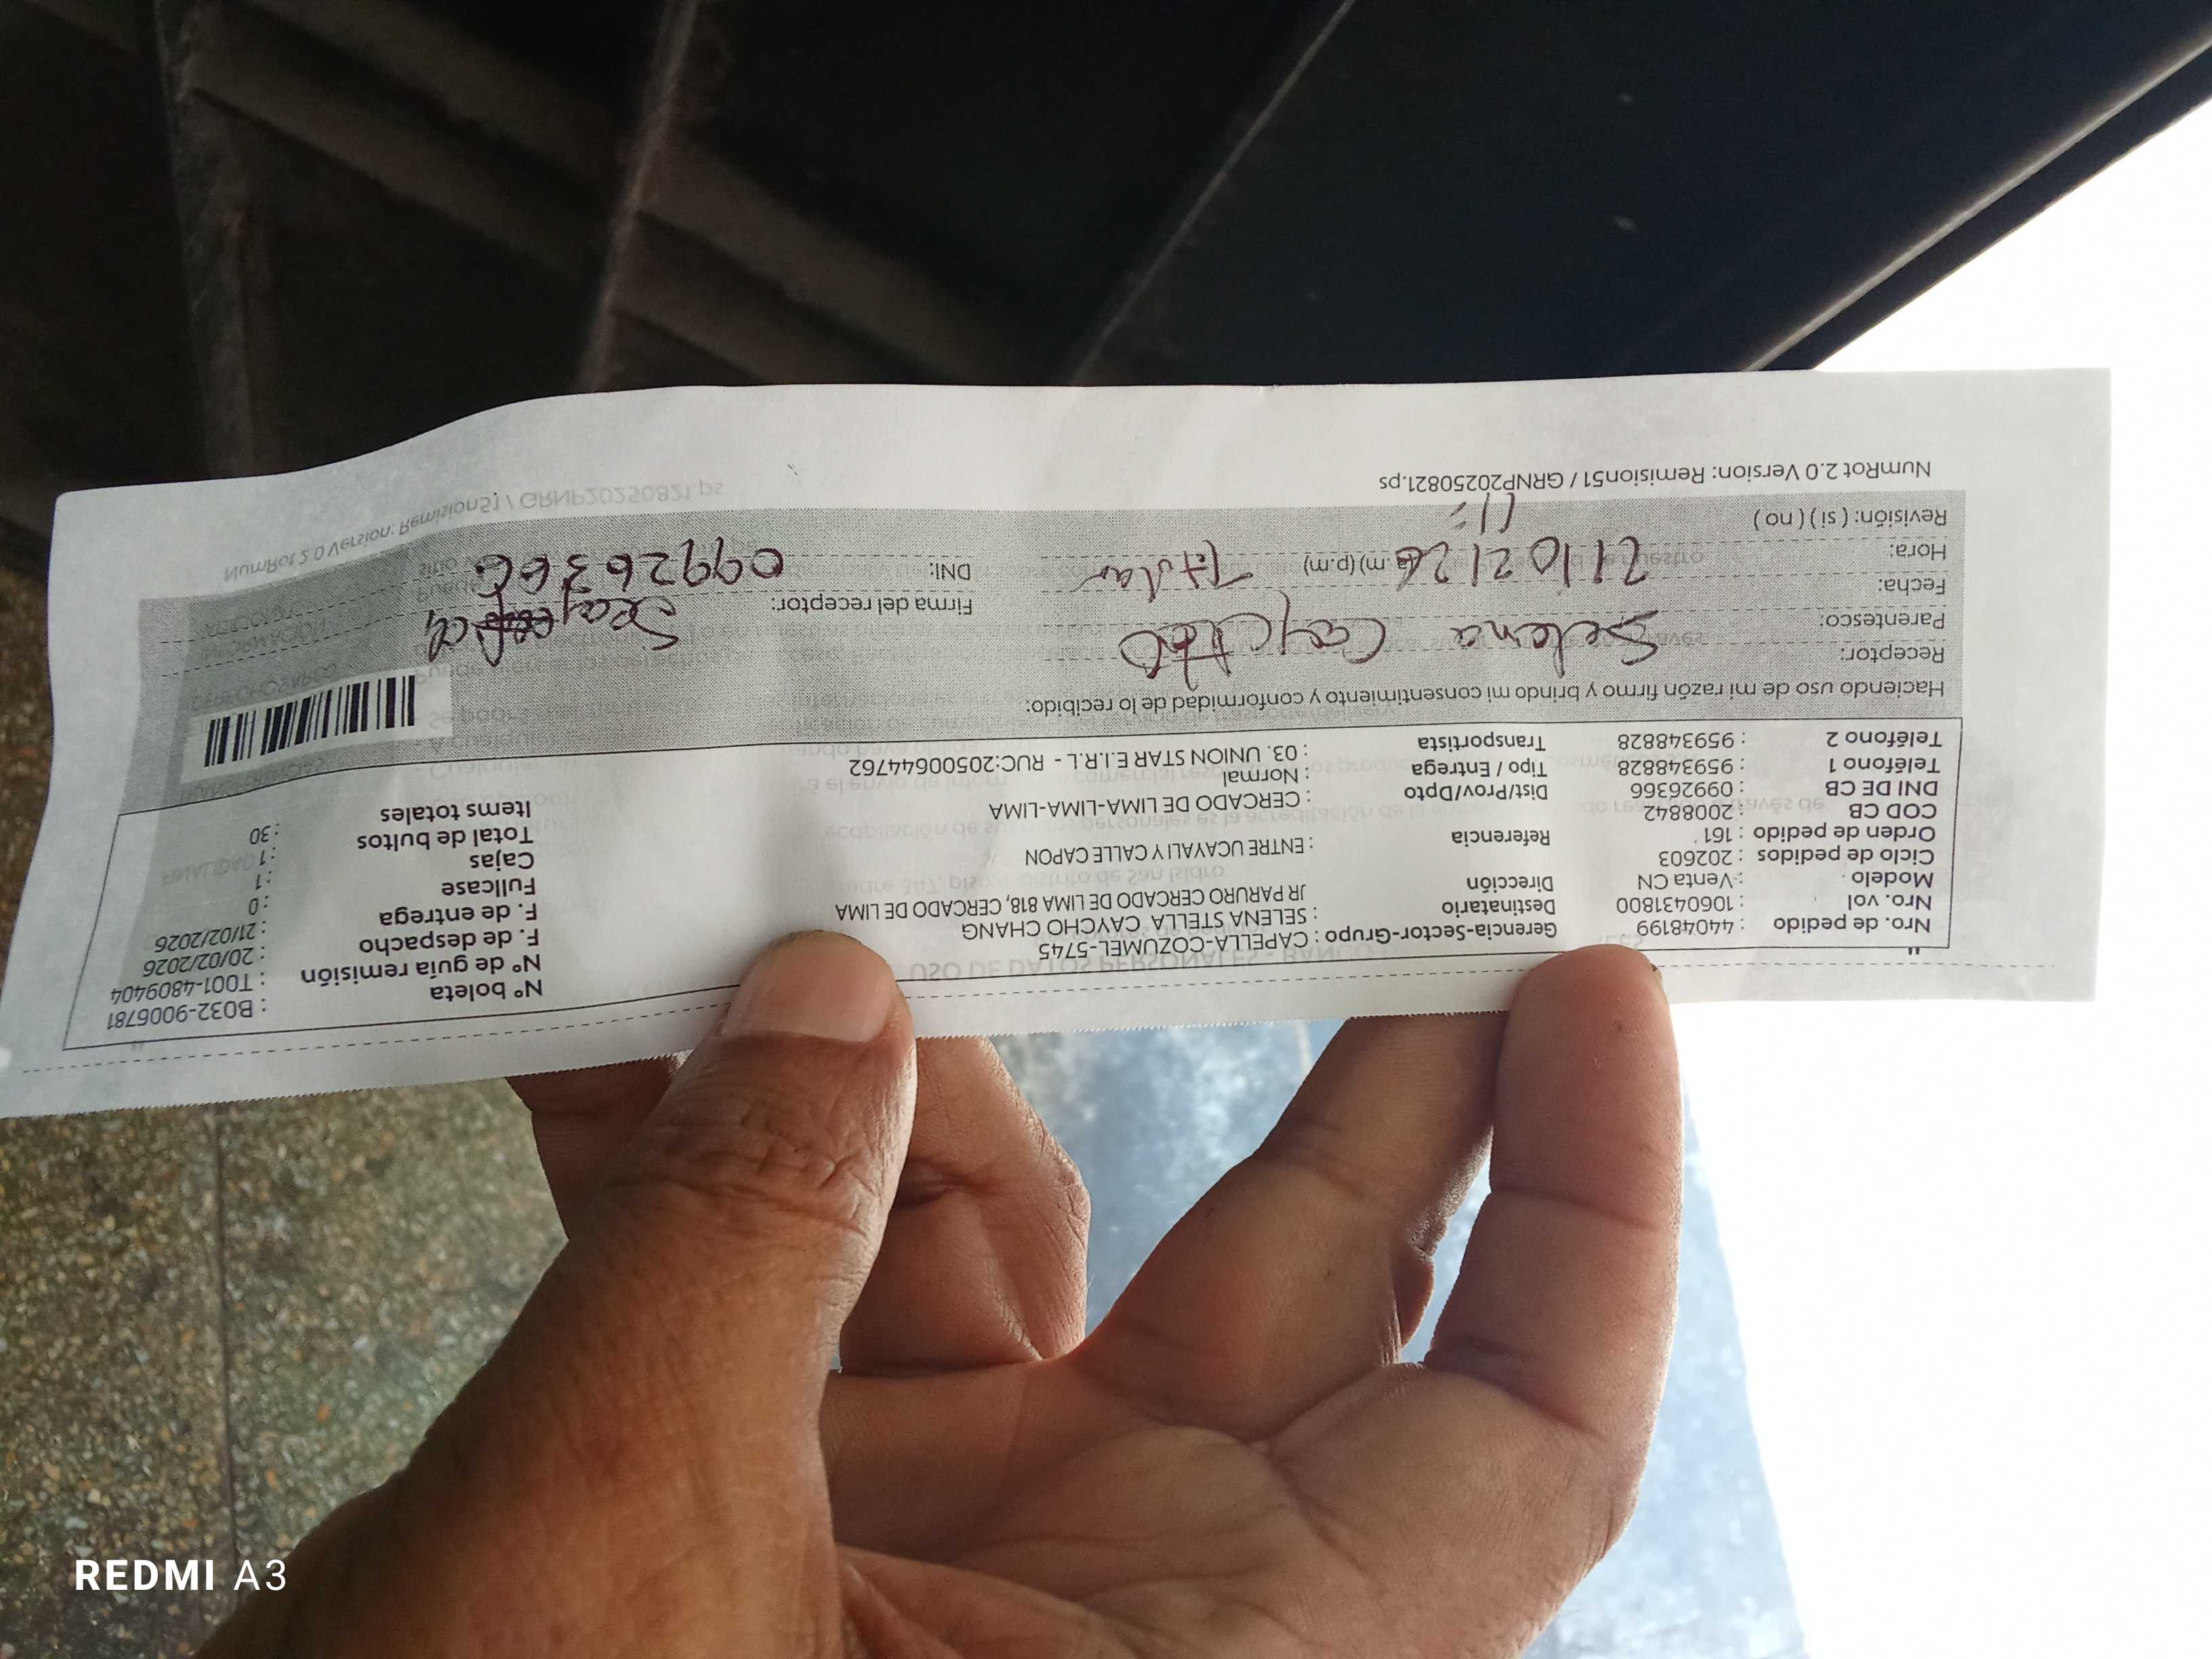 Nro. de pedido : 44048199
Nro. vol : 1060431800
Modelo : Venta CN
Ciclo de pedidos : 202603
Orden de pedido : 161
COD CB : 2008842
DNI DE CB : 09926366
Teléfono 1 : 959348828
Teléfono 2 : 959348828
Gerencia-Sector-Grupo : CAPELLA-COZUMEL-5745
Destinatario : SELENA STELLA CAYCHO CHANG
Dirección JR PARURO CERCADO DE LIMA 818, CERCADO DE LIMA
Referencia : ENTRE UCAYALI Y CALLE CAPON
Dist/Prov/Dpto : CERCADO DE LIMA-LIMA-LIMA
Tipo / Entrega : Normal
Transportista : 03. UNION STAR E.I.R.L - RUC:20500644762
N° boleta : B032-9006781
N° de guía remisión : T001-4809404
F. de despacho : 20/02/2026
F. de entrega : 21/02/2026
Fullcase : 0
Cajas : 1
Total de bultos : 1
Items totales : 30
Haciendo uso de mi razón firmo y brindo mi consentimiento y conformidad de lo recibido:
Receptor: Selena
Parentesco: Titular
Fecha:
Hora: (p.m)
Revisión: ( si ) ( no )
Firma del receptor:
DNI: 09926366
NumRot 2.0 Version: Remision51 / GRNP20250821.ps
REDMI A3